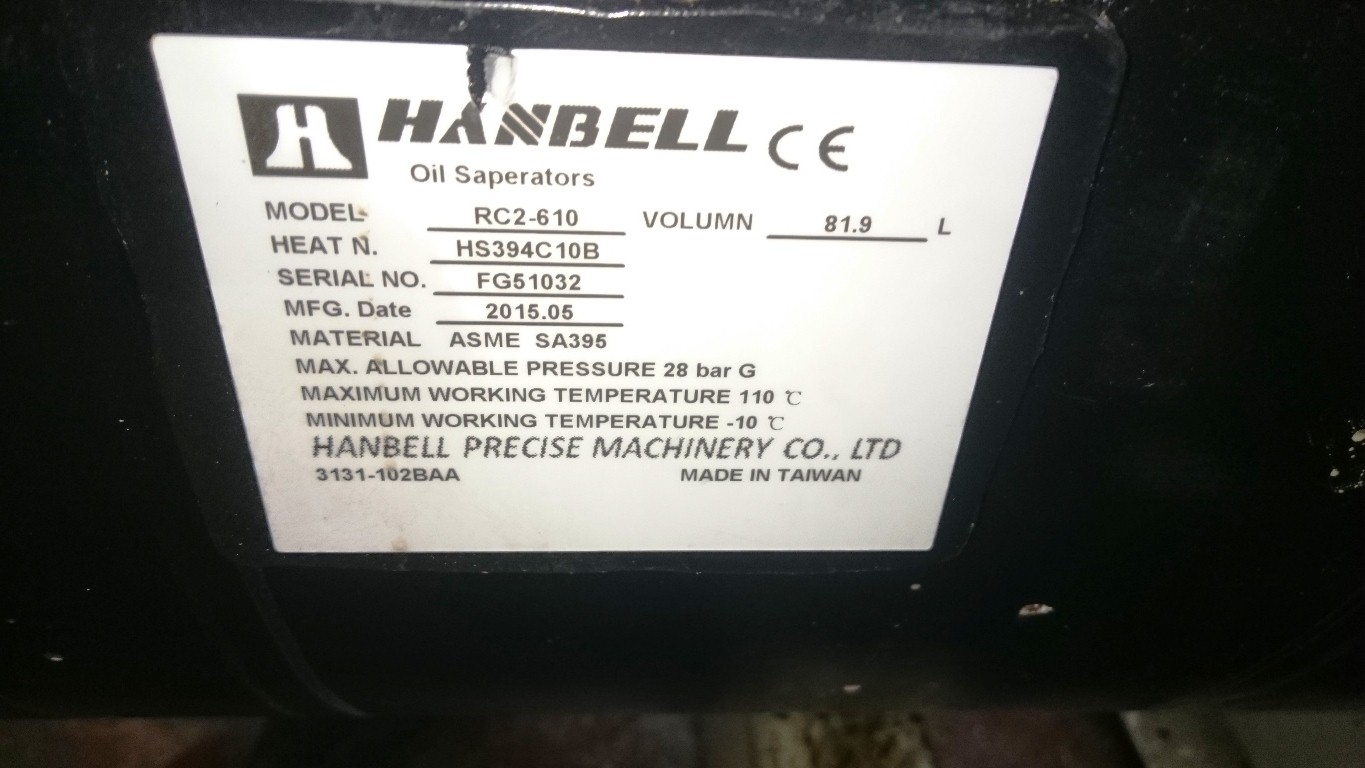 HANBELL CE
Oil Saperators
MODEL RC2-610 VOLUMN 81.9 L
HEAT N. HS394C10B
SERIAL NO. FG51032
MFG. Date 2015.05
MATERIAL ASME SA395
MAX. ALLOWABLE PRESSURE 28 bar G
MAXIMUM WORKING TEMPERATURE 110 ℃
MINIMUM WORKING TEMPERATURE -10 ℃
HANBELL PRECISE MACHINERY CO., LTD
3131-102BAA MADE IN TAIWAN